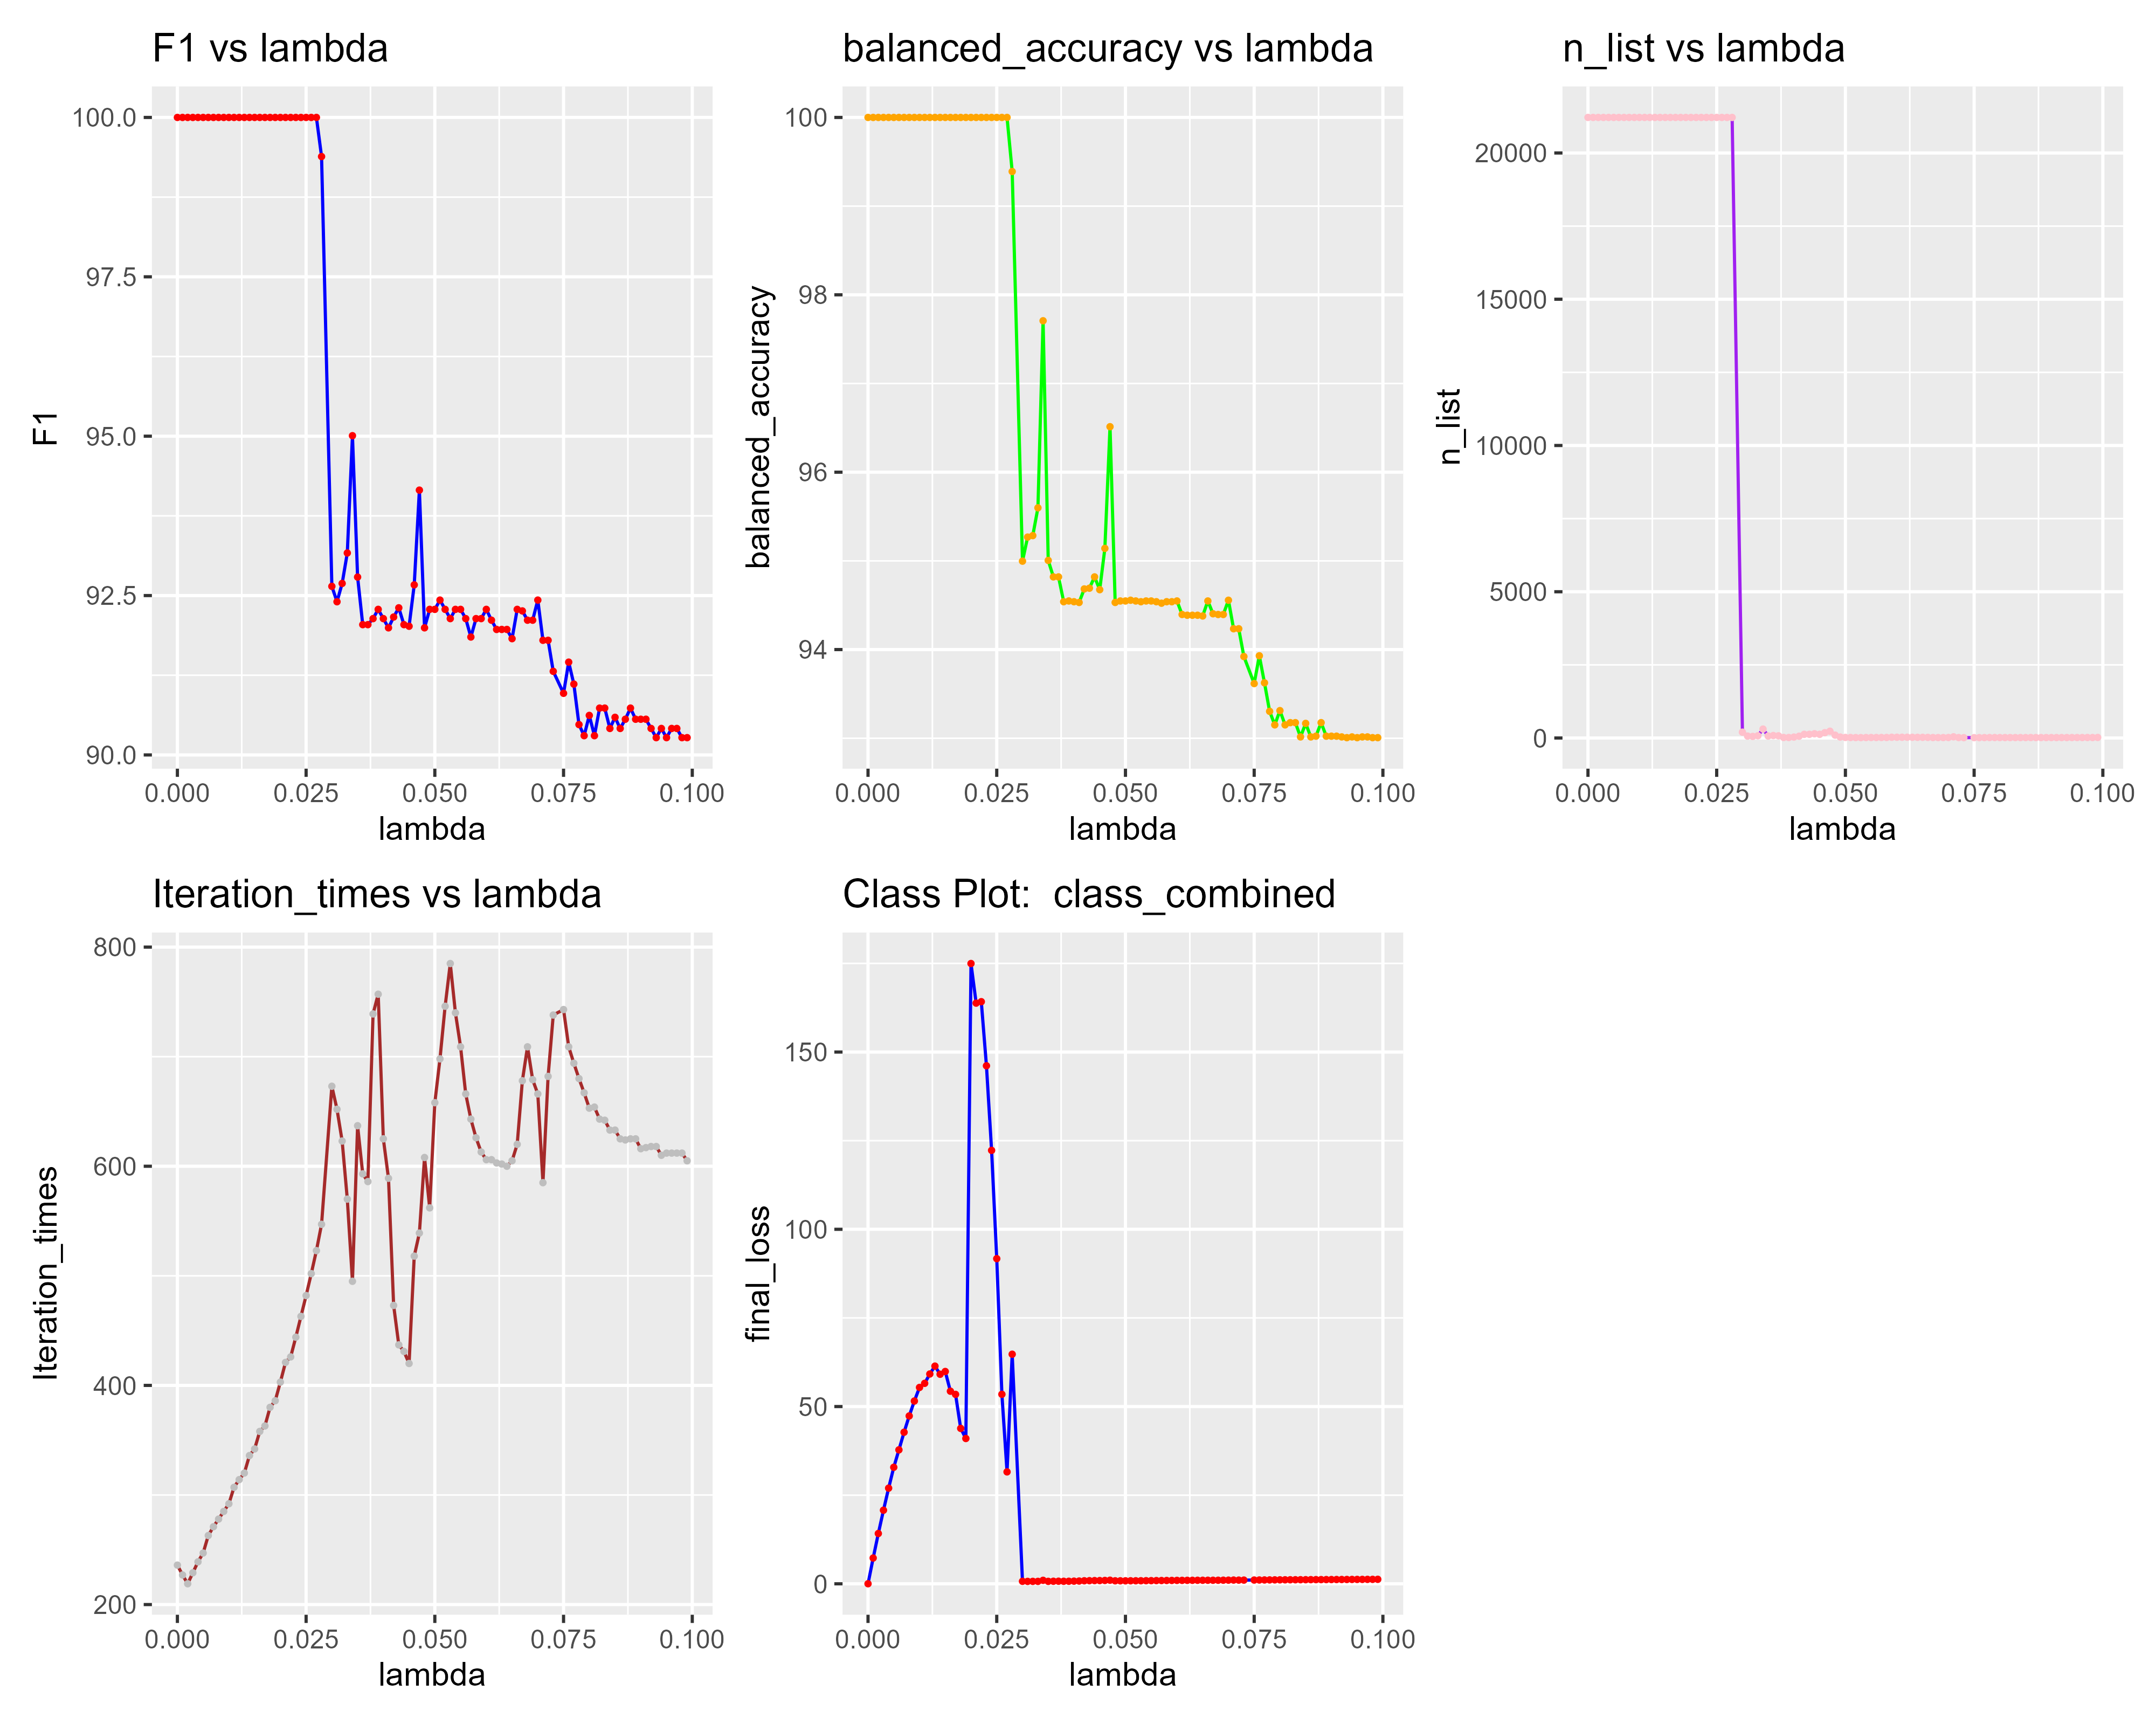 F1 vs lambda
100.0
97.5
95.0
92.5
90.0
F1
0.000 0.025 0.050 0.075 0.100
lambda
balanced_accuracy vs lambda
100
98
96
94
balanced_accuracy
0.000 0.025 0.050 0.075 0.100
lambda
n_list vs lambda
20000
15000
10000
5000
0
n_list
0.000 0.025 0.050 0.075 0.100
lambda
Iteration_times vs lambda
800
600
400
200
Iteration_times
0.000 0.025 0.050 0.075 0.100
lambda
Class Plot:  class_combined
150
100
50
0
final_loss
0.000 0.025 0.050 0.075 0.100
lambda